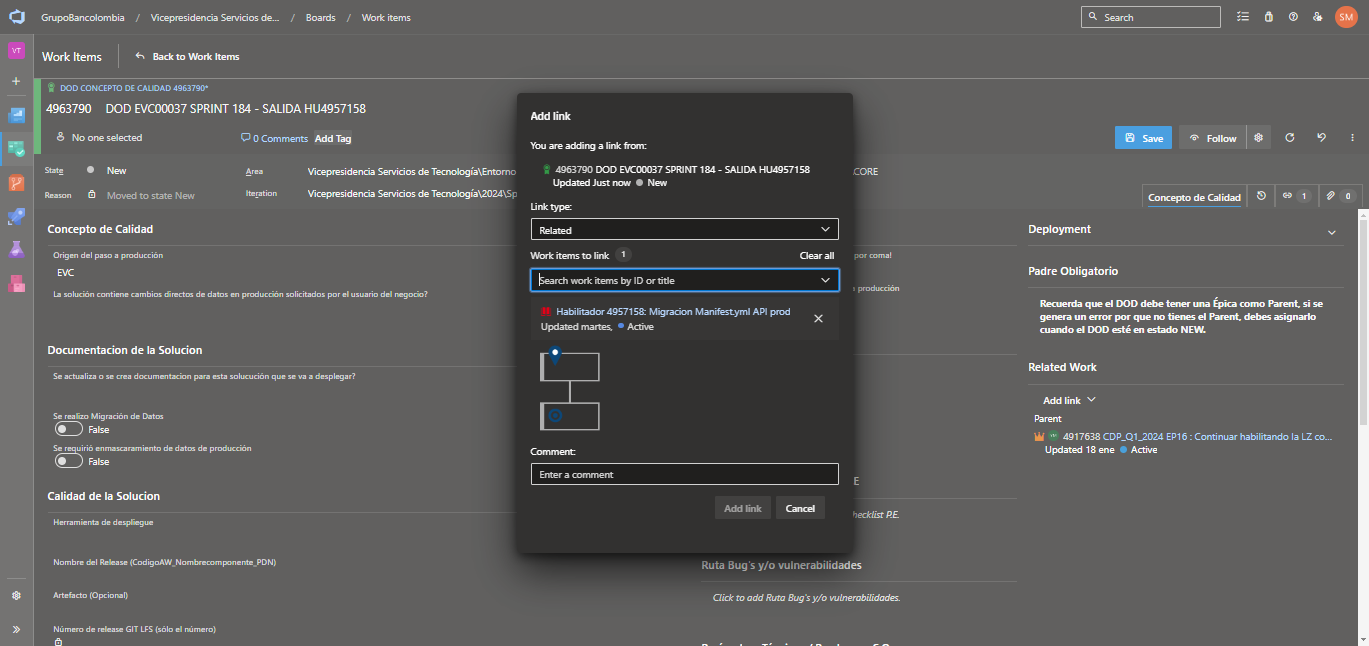 GrupoBancolombia / Vicepresidencia Servicios de... / Boards / Work items
Search
SM
VT
Work Items
Back to Work Items
DOD CONCEPTO DE CALIDAD 4963790*
4963790 DOD EVC00037 SPRINT 184 - SALIDA HU4957158
No one selected
0 Comments
Add Tag
Save
Follow
State
New
Area
Vicepresidencia Servicios de Tecnología\Entorno
CORE
Reason
Moved to state New
Iteration
Vicepresidencia Servicios de Tecnología\2024\Sp
Concepto de Calidad
1
0
Concepto de Calidad
Origen del paso a producción
EVC
La solución contiene cambios directos de datos en producción solicitados por el usuario del negocio?
Documentacion de la Solucion
Se actualiza o se crea documentacion para esta solucución que se va a desplegar?
Se realizo Migración de Datos
False
Se requirió enmascaramiento de datos de producción
False
Calidad de la Solucion
Herramienta de despliegue
Nombre del Release (CodigoAW_Nombrecomponente_PDN)
Artefacto (Opcional)
Número de release GIT LFS (sólo el número)
Add link
You are adding a link from:
4963790 DOD EVC00037 SPRINT 184 - SALIDA HU4957158
Updated Just now New
Link type:
Related
Work items to link 1
Clear all
Search work items by ID or title
Habilitador 4957158: Migracion Manifest.yml API prod
Updated martes, Active
Comment:
Enter a comment
Add link
Cancel
por comal
producción
E
hecklist P.E.
Ruta Bug's y/o vulnerabilidades
Click to add Ruta Bug's y/o vulnerabilidades.
Deployment
Padre Obligatorio
Recuerda que el DOD debe tener una Épica como Parent, si se
genera un error por que no tienes el Parent, debes asignarlo
cuando el DOD esté en estado NEW.
Related Work
Add link
Parent
4917638 CDP_Q1_2024 EP16 : Continuar habilitando la LZ co...
Updated 18 ene Active